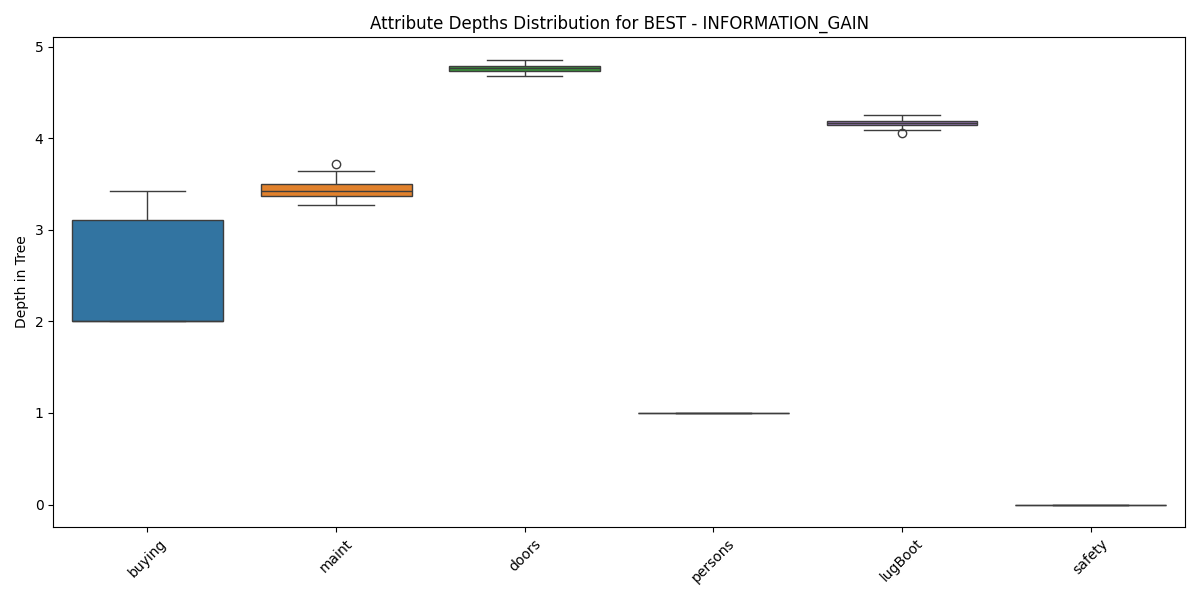 Attribute Depths Distribution for BEST - INFORMATION_GAIN
Depth in Tree
5
4
3
2
1
0
buying
maint
doors
persons
lugBoot
safety